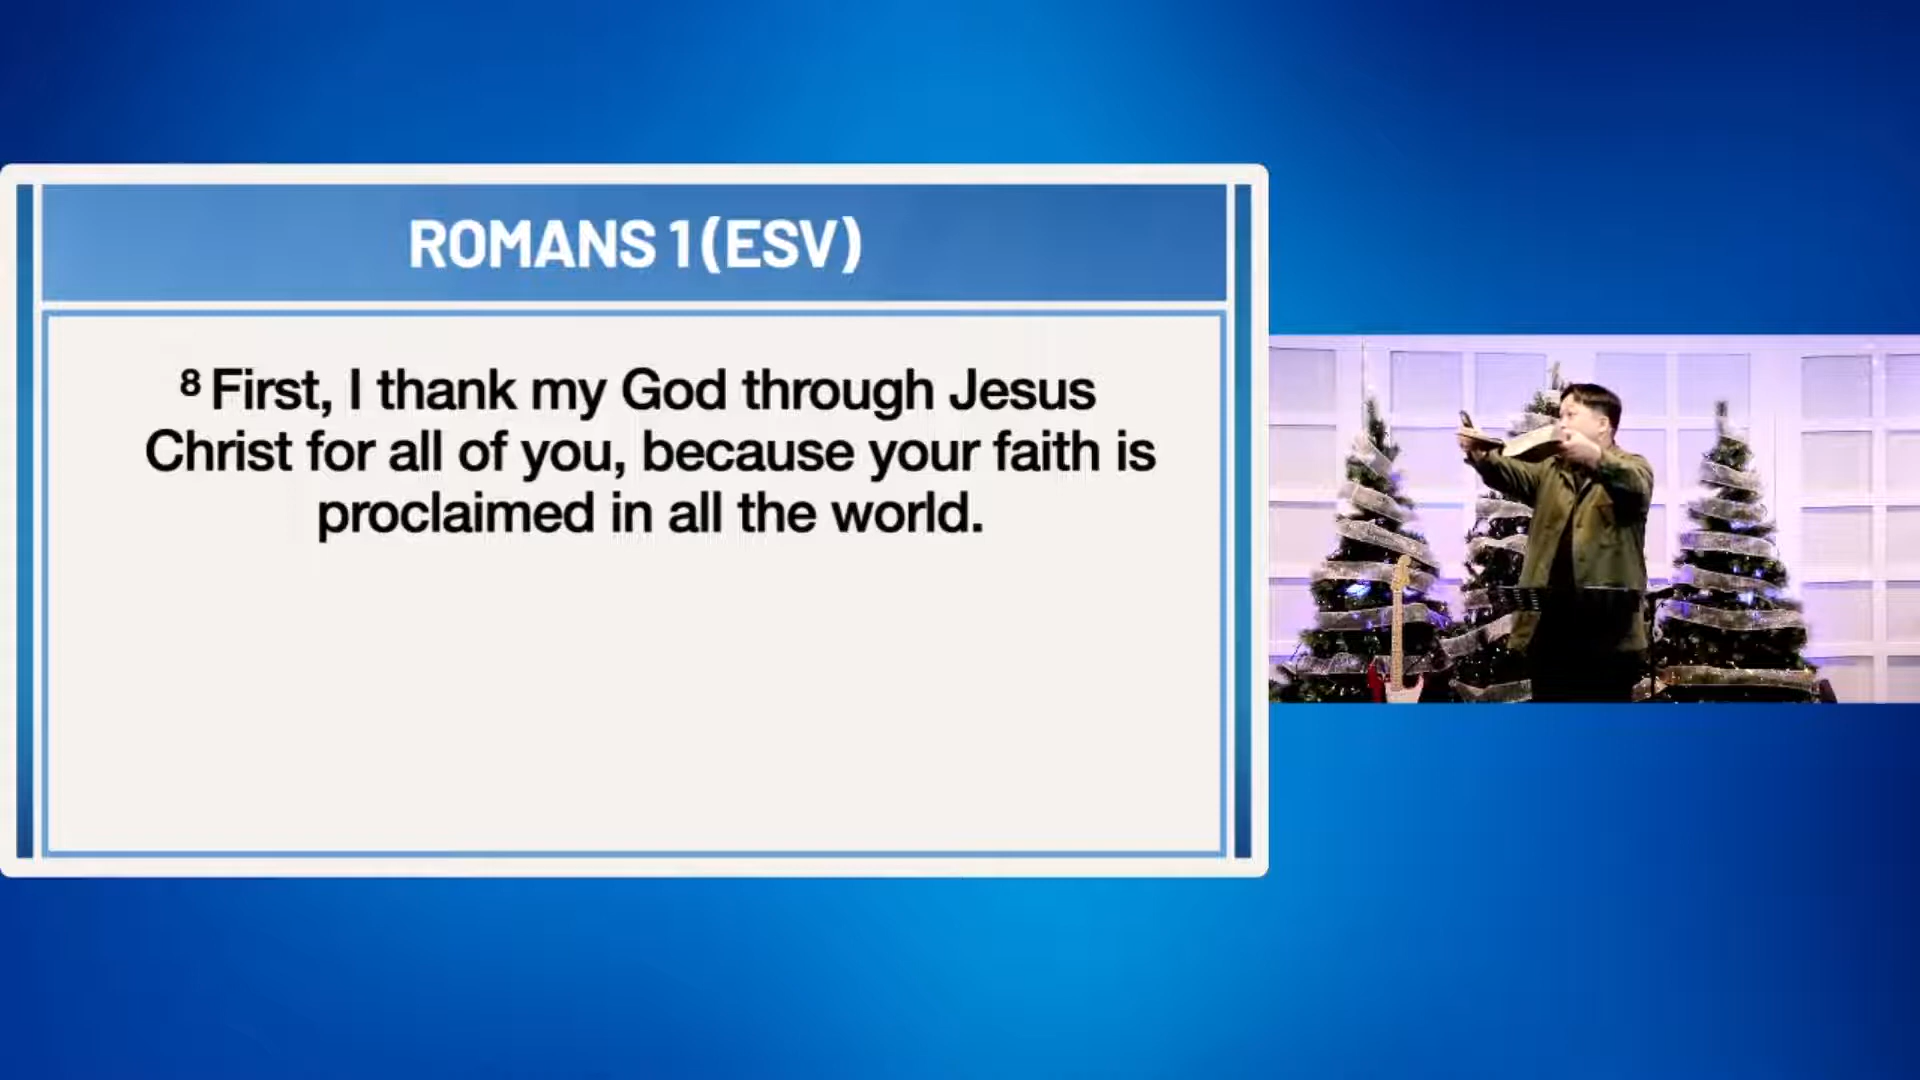 ROMANS 1 (ESV)
8 First, I thank my God through Jesus
Christ for all of you, because your faith is
proclaimed in all the world.